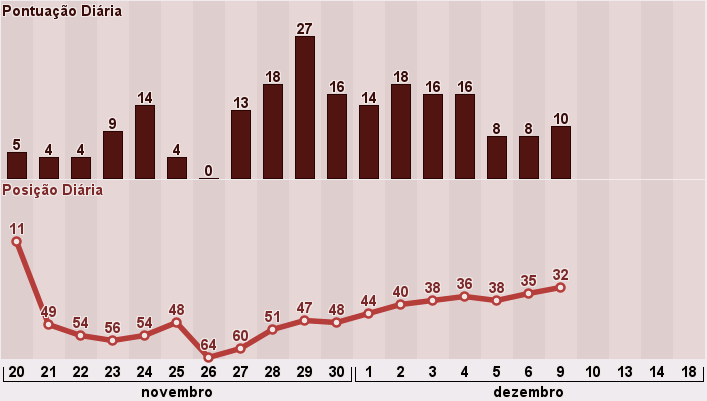 Pontuação Diária
5 4 4 9 14 4 0 13 18 27 16 14 18 16 16 8 8 10
Posição Diária
11 49 54 56 54 48 64 60 51 47 48 44 40 38 36 38 35 32
20 21 22 23 24 25 26 27 28 29 30 1 2 3 4 5 6 9 10 13 14 18
novembro dezembro